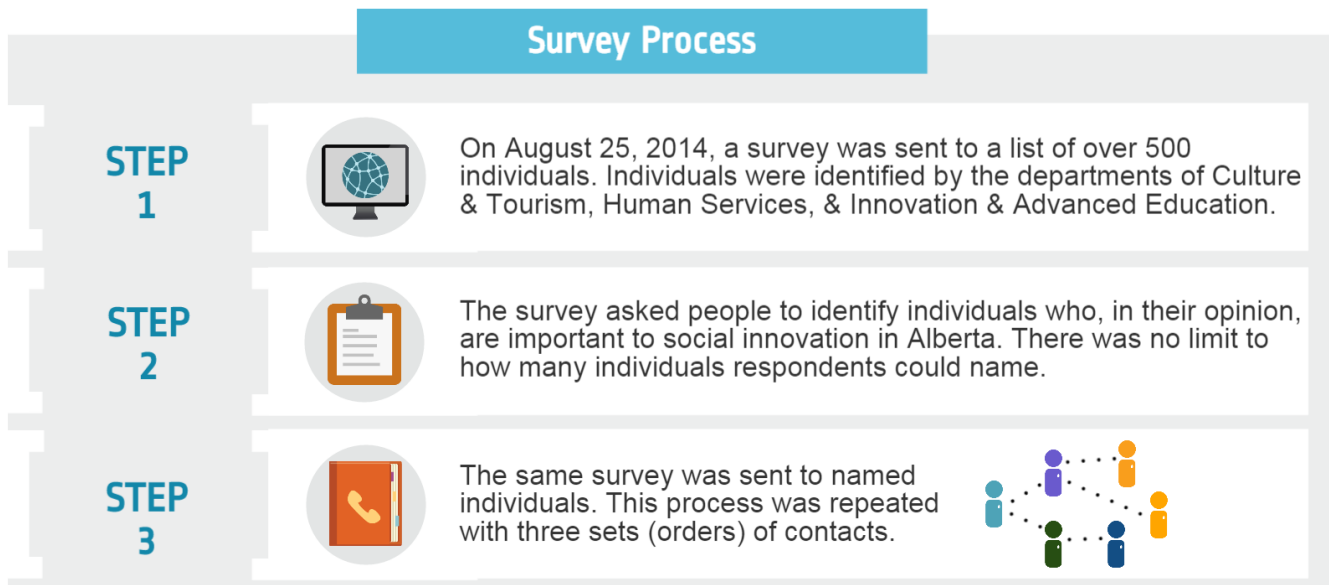 Survey Process
STEP
1
On August 25, 2014, a survey was sent to a list of over 500
individuals. Individuals were identified by the departments of Culture
& Tourism, Human Services, & Innovation & Advanced Education.
STEP
2
The survey asked people to identify individuals who, in their opinion,
are important to social innovation in Alberta. There was no limit to
how many individuals respondents could name.
STEP
3
The same survey was sent to named
individuals. This process was repeated
with three sets (orders) of contacts.